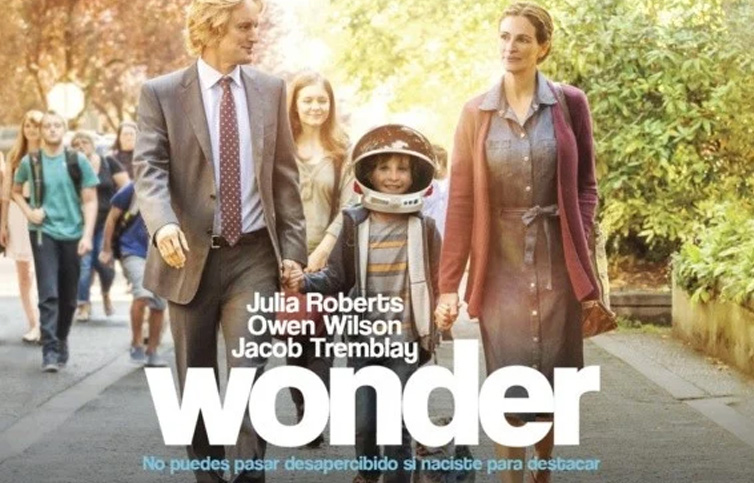 Julia Roberts
Owen Wilson
Jacob Tremblay
wonder
No puedes pasar desapercibido si naciste para destacar